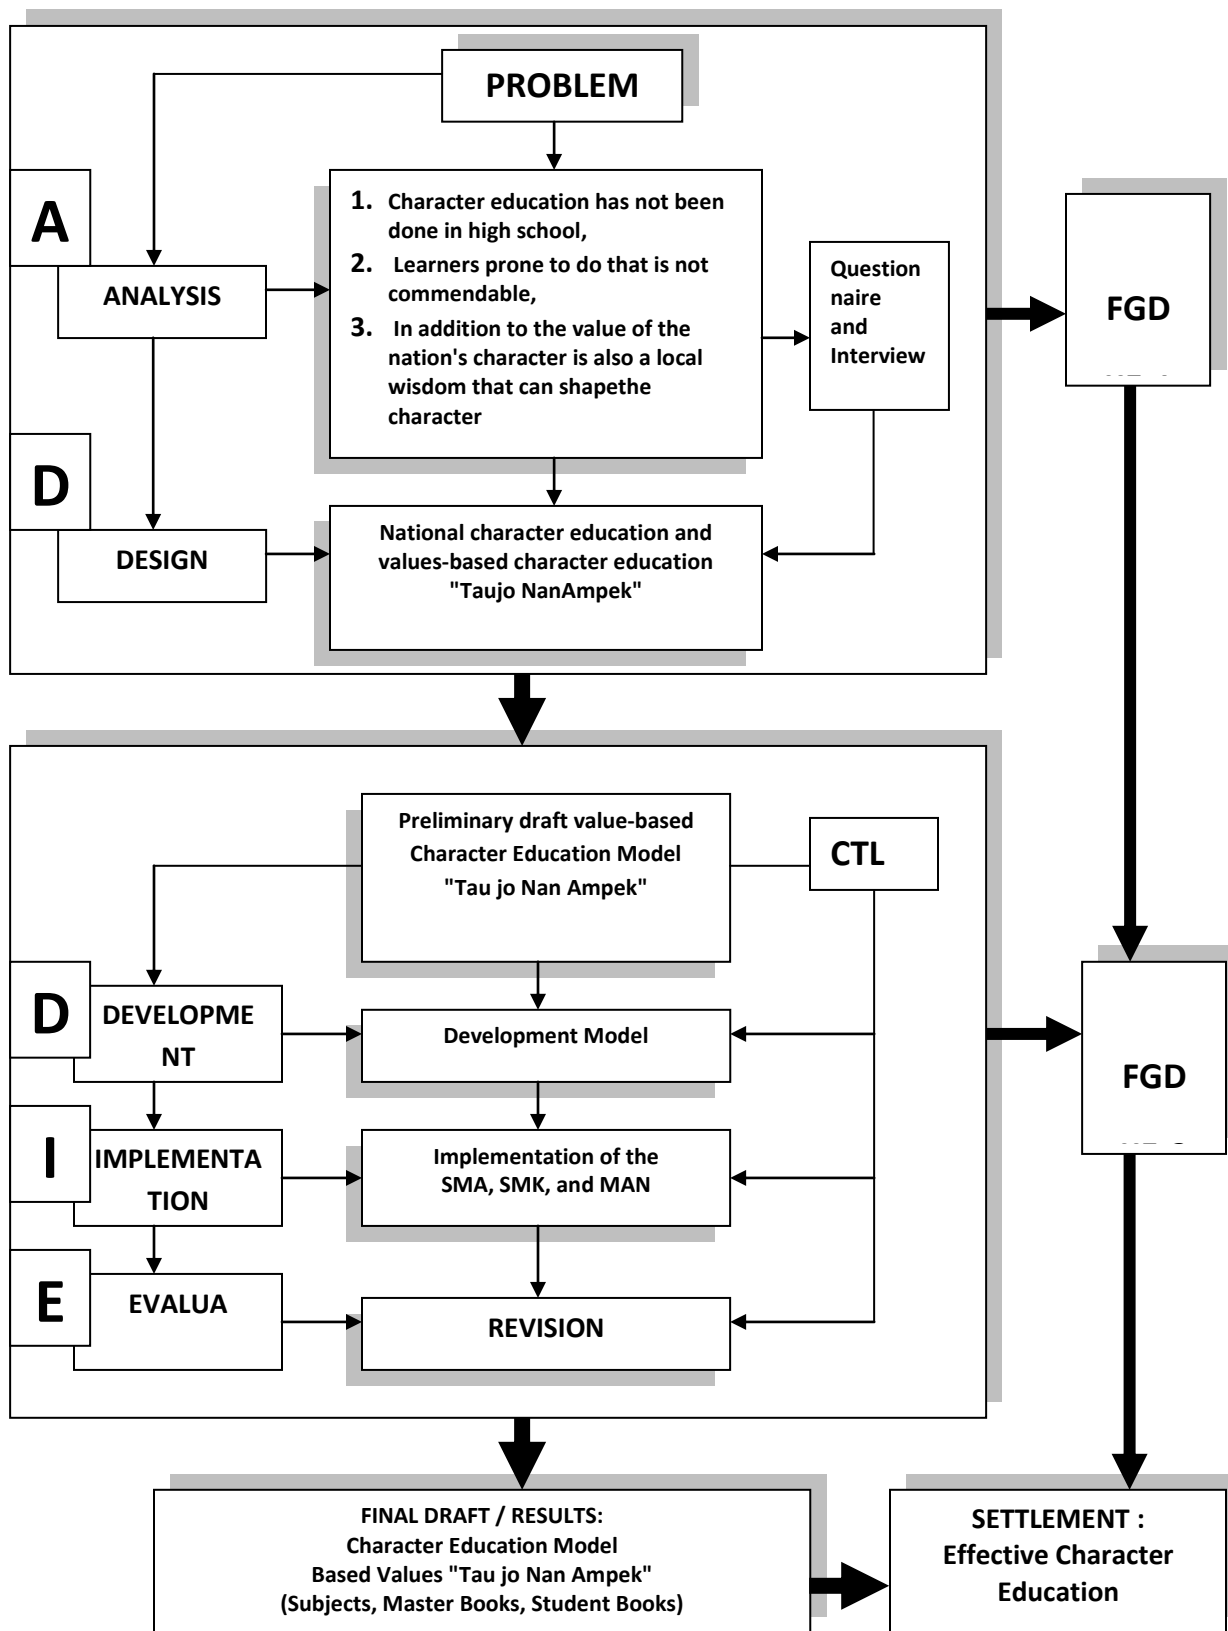 PROBLEM
A
ANALYSIS
1. Character education has not been
done in high school,
2. Learners prone to do that is not
commendable,
3. In addition to the value of the
nation's character is also a local
wisdom that can shapethe
character
Question
naire
and
Interview
FGD
D
DESIGN
National character education and
values-based character education
"Taujo NanAmpek"
Preliminary draft value-based
Character Education Model
"Tau jo Nan Ampek"
CTL
D
DEVELOPME
NT
Development Model
FGD
I
IMPLEMENTA
TION
Implementation of the
SMA, SMK, and MAN
E
EVALUA
REVISION
FINAL DRAFT / RESULTS:
Character Education Model
Based Values "Tau jo Nan Ampek"
(Subjects, Master Books, Student Books)
SETTLEMENT :
Effective Character
Education